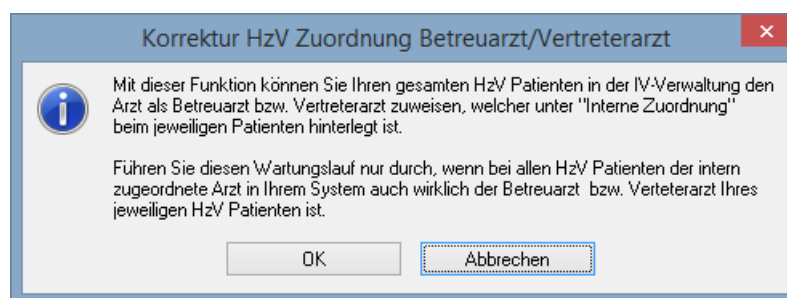 Korrektur HzV Zuordnung Betreuarzt/Vertreterarzt
Mit dieser Funktion können Sie Ihren gesamten HzV Patienten in der IV-Verwaltung den
Arzt als Betreuarzt bzw. Vertreterarzt zuweisen, welcher unter "Interne Zuordnung"
beim jeweiligen Patienten hinterlegt ist.
Führen Sie diesen Wartungslauf nur durch, wenn bei allen HzV Patienten der intern
zugeordnete Arzt in Ihrem System auch wirklich der Betreuarzt  bzw. Verteterarzt Ihres
jeweiligen HzV Patienten ist.
OK
Abbrechen